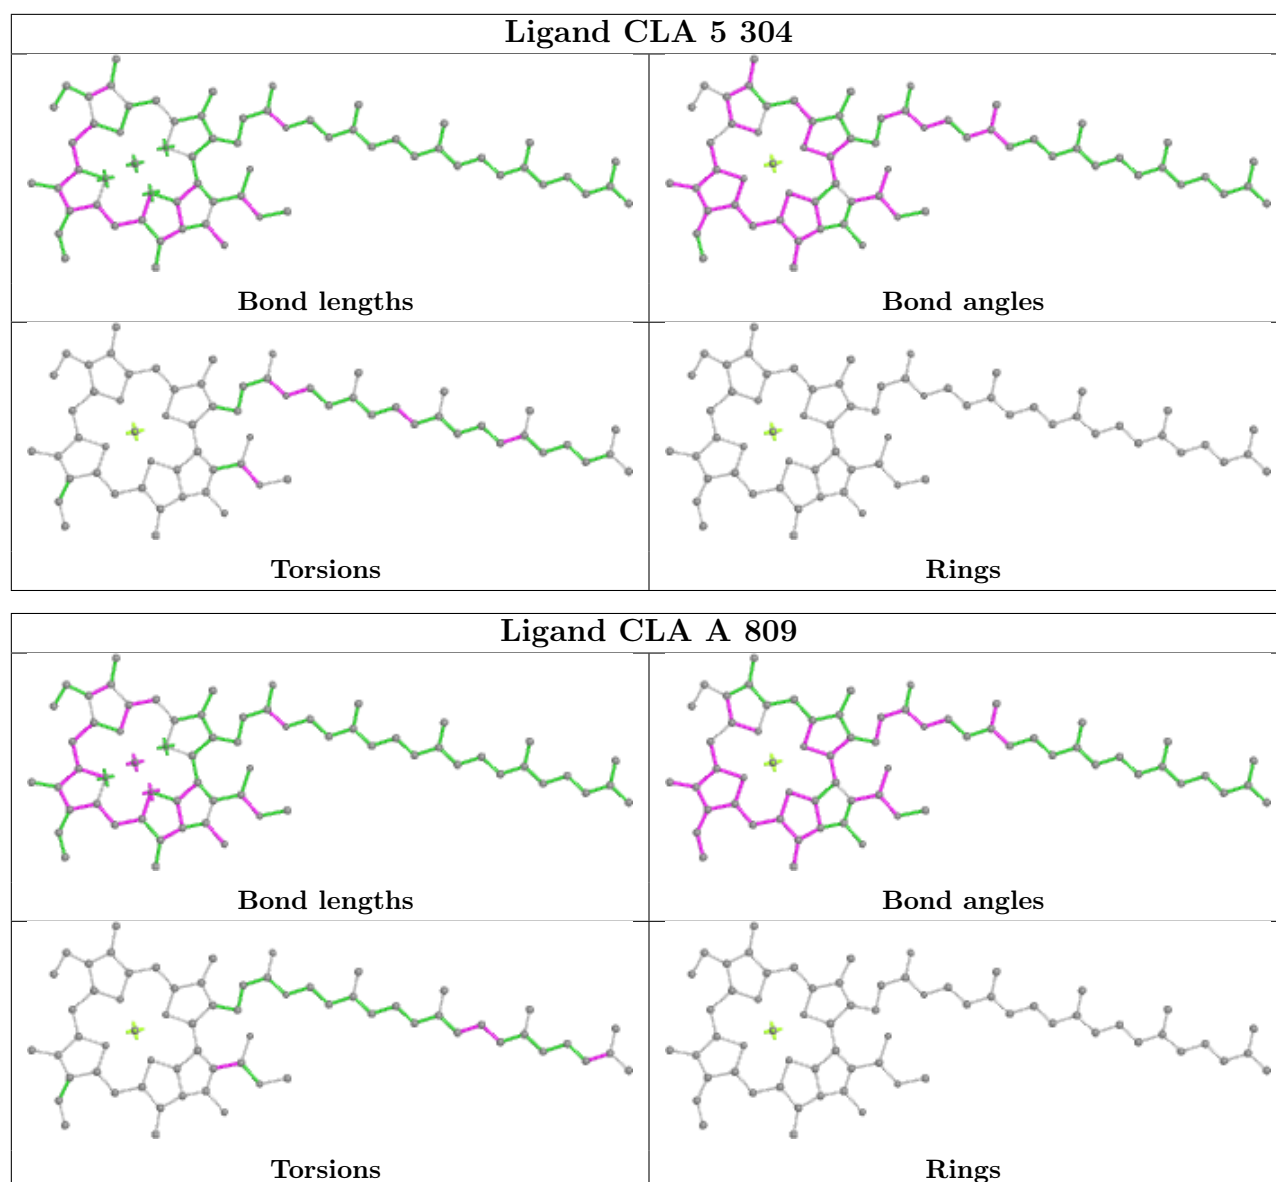 Ligand CLA 5 304
Bond lengths
Bond angles
Torsions
Rings
Ligand CLA A 809
Bond lengths
Bond angles
Torsions
Rings